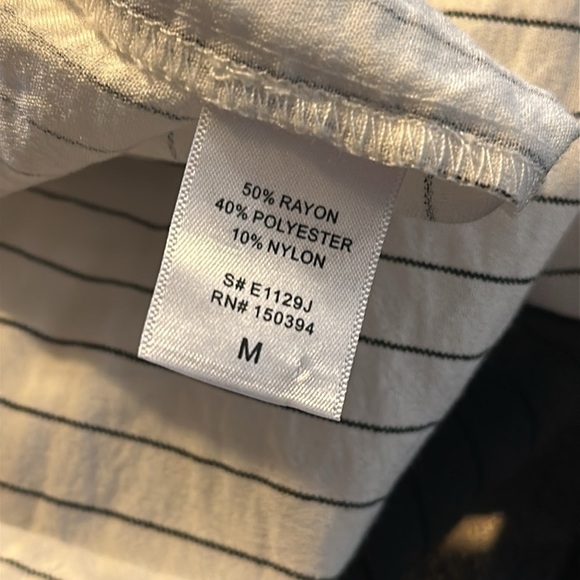 50% RAYON
40% POLYESTER
10% NYLON
S# E1129J
RN# 150394
M